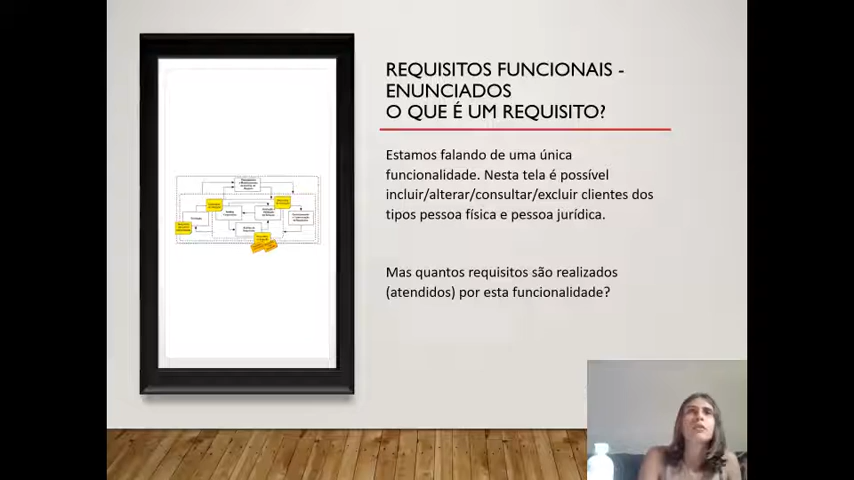 REQUISITOS FUNCIONAIS -
ENUNCIADOS
O QUE É UM REQUISITO?
Estamos falando de uma única
funcionalidade. Nesta tela é possível
incluir/alterar/consultar/excluir clientes dos
tipos pessoa física e pessoa jurídica.
Mas quantos requisitos são realizados
(atendidos) por esta funcionalidade?